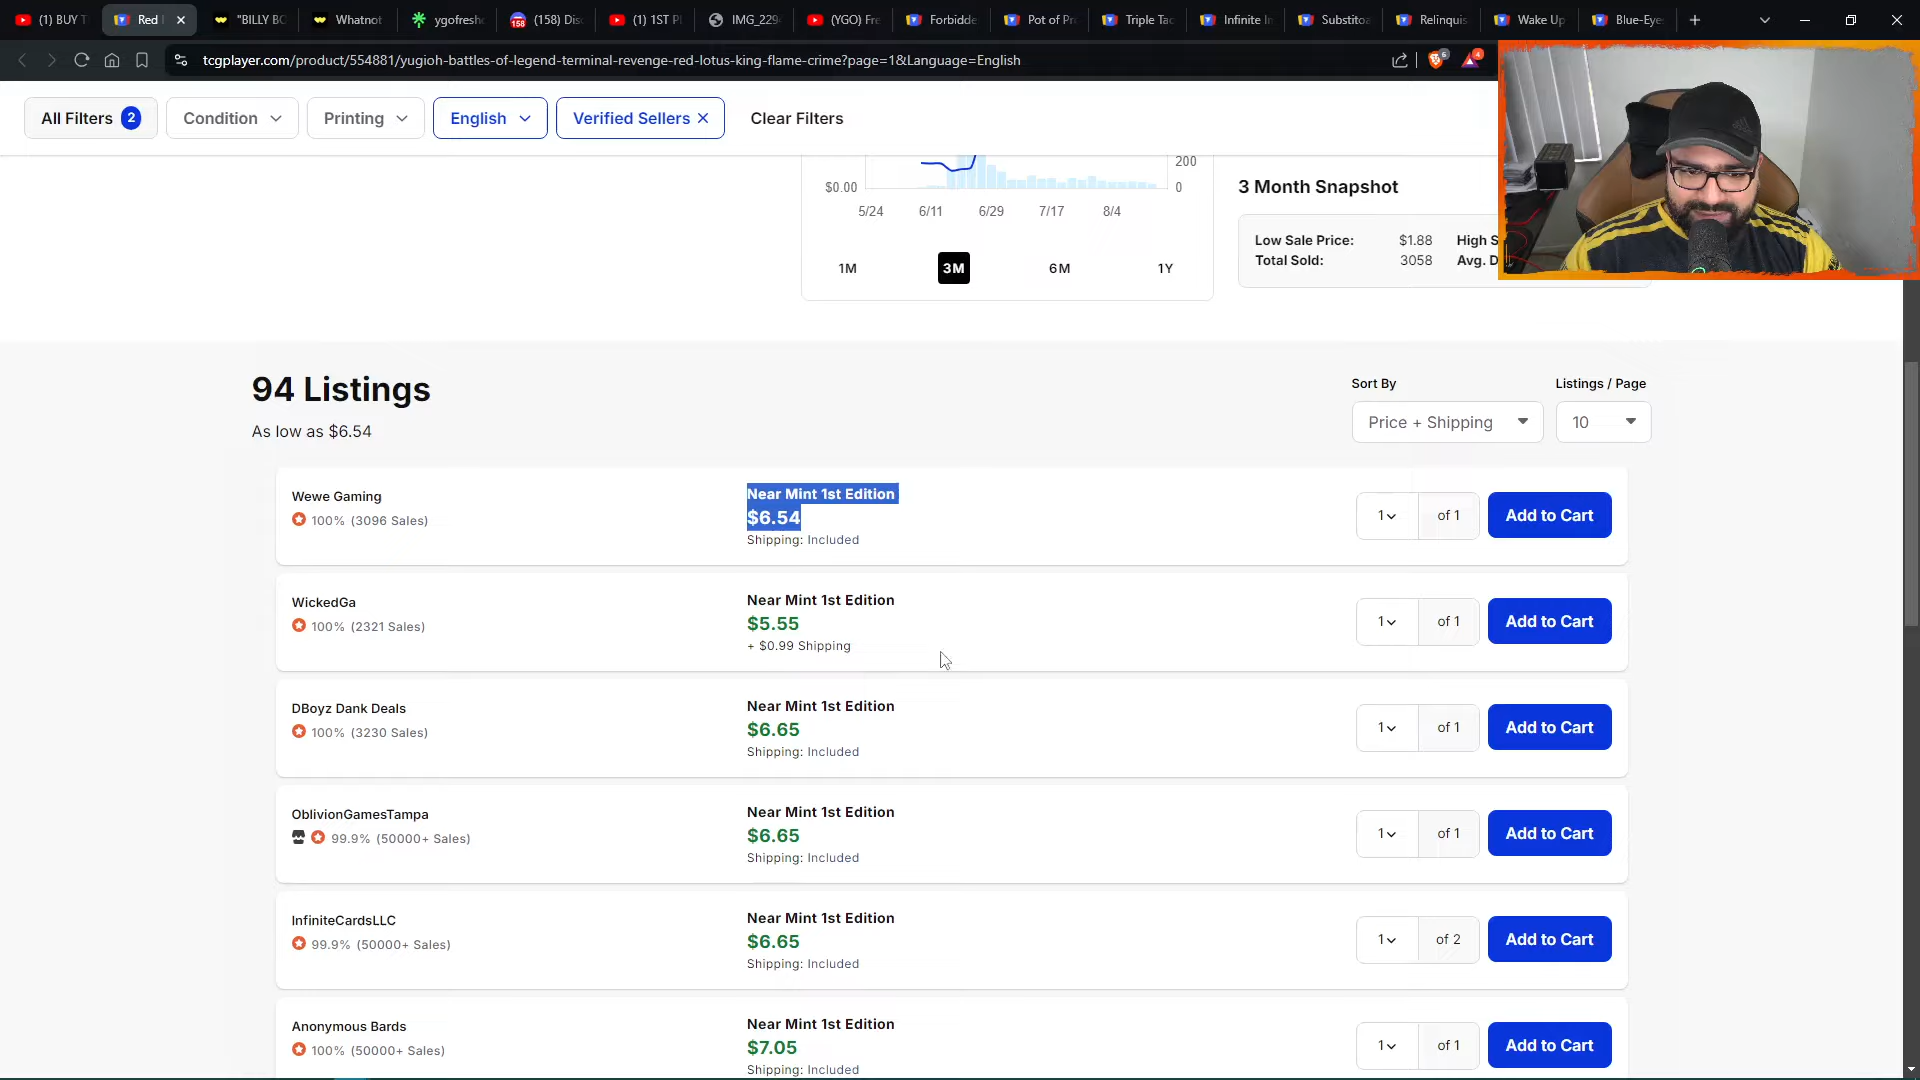 (1) BUY T
Red
"BILLY BO
Whatnot
ygofresh
(158) Disc
(1) 1ST P
IMG_229
(YGO) Fre
Forbidde
Pot of Pr
Triple Tac
Infinite In
Substitoa
Relinquis
Wake Up
Blue-Eye
tcgplayer.com/product/554881/yugioh-battles-of-legend-terminal-revenge-red-lotus-king-flame-crime?page=1&Language=English
6
4
All Filters 2
Condition
Printing
English
Verified Sellers
Clear Filters
$0.00
200
0
5/24 6/11 6/29 7/17 8/4
1M 3M 6M 1Y
3 Month Snapshot
Low Sale Price: $1.88 High S
Total Sold: 3058 Avg. D
94 Listings
As low as $6.54
Sort By
Price + Shipping
Listings / Page
10
Wewe Gaming
100% (3096 Sales)
Near Mint 1st Edition
$6.54
Shipping: Included
1 of 1
Add to Cart
WickedGa
100% (2321 Sales)
Near Mint 1st Edition
$5.55
+ $0.99 Shipping
1 of 1
Add to Cart
DBoyz Dank Deals
100% (3230 Sales)
Near Mint 1st Edition
$6.65
Shipping: Included
1 of 1
Add to Cart
OblivionGamesTampa
99.9% (50000+ Sales)
Near Mint 1st Edition
$6.65
Shipping: Included
1 of 1
Add to Cart
InfiniteCardsLLC
99.9% (50000+ Sales)
Near Mint 1st Edition
$6.65
Shipping: Included
1 of 2
Add to Cart
Anonymous Bards
100% (50000+ Sales)
Near Mint 1st Edition
$7.05
Shipping: Included
1 of 1
Add to Cart